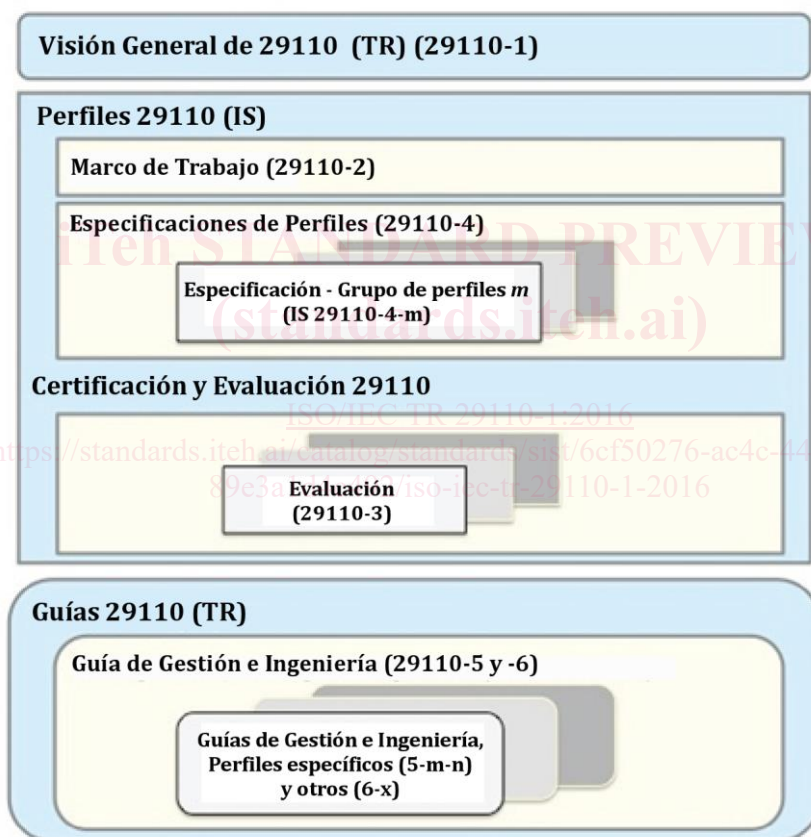 Visión General de 29110 (TR) (29110-1)
Perfiles 29110 (IS)
Marco de Trabajo (29110-2)
Especificaciones de Perfiles (29110-4)
iTeh STANDARD PREVIEW
Especificación - Grupo de perfiles m
(IS 29110-4-m)
(standards.iteh.ai)
Certificación y Evaluación 29110
ISO/IEC TR 29110-1:2016
https://standards.iteh.ai/catalog/standards/sist/6cf50276-ac4c-44
Evaluación
/iso-iec-tr-29110-1-2016
(29110-3)
Guías 29110 (TR)
Guía de Gestión e Ingeniería (29110-5 y -6)
Guías de Gestión e Ingeniería,
Perfiles específicos (5-m-n)
y otros (6-x)